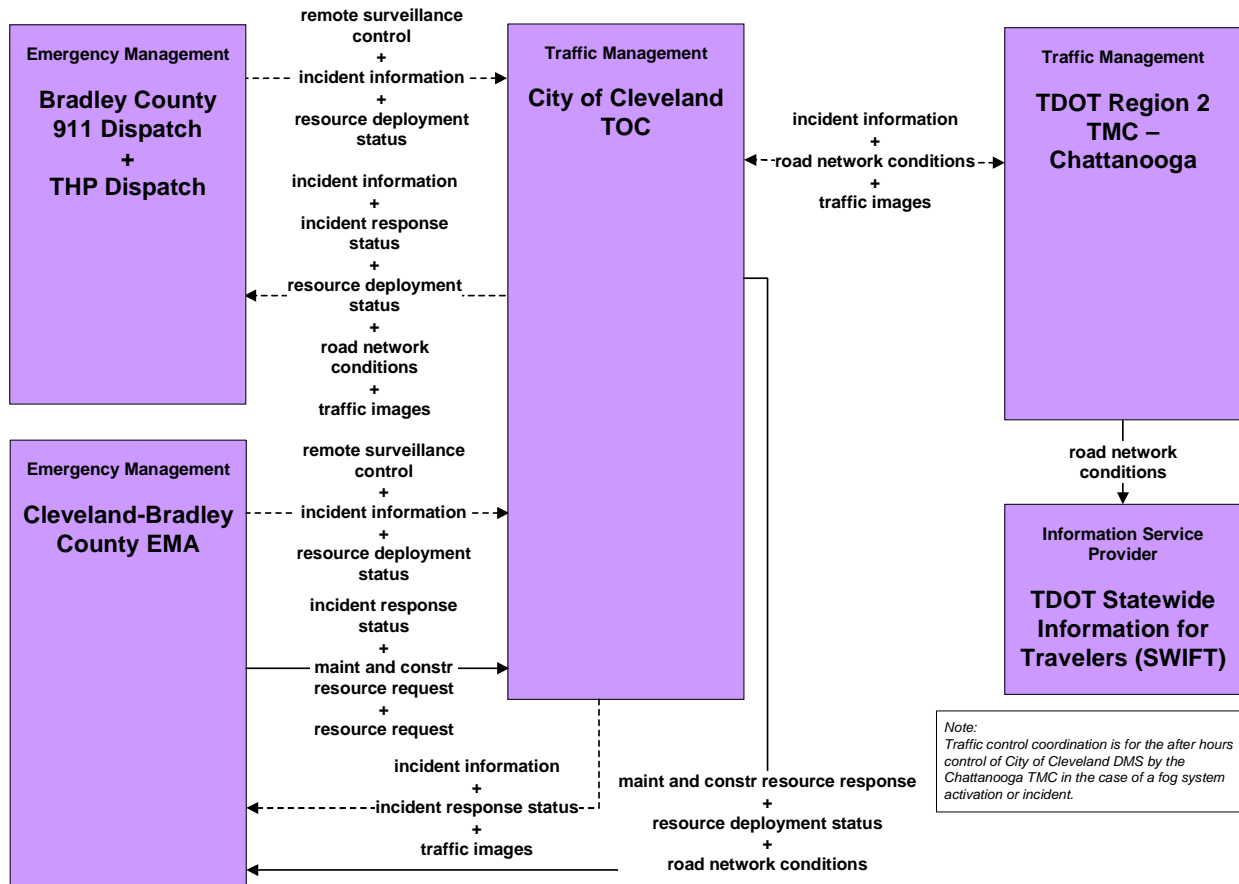 Emergency Management
Bradley County
911 Dispatch
+
THP Dispatch
remote surveillance
control
+
incident information
+
resource deployment
status
incident information
+
incident response
status
+
resource deployment
status
+
road network
conditions
+
traffic images
Traffic Management
City of Cleveland
TOC
incident information
+
road network conditions
+
traffic images
Traffic Management
TDOT Region 2
TMC –
Chattanooga
road network
conditions
Information Service
Provider
TDOT Statewide
Information for
Travelers (SWIFT)
Emergency Management
Cleveland-Bradley
County EMA
remote surveillance
control
+
incident information
+
resource deployment
status
incident response
status
+
maint and constr
resource request
+
resource request
incident information
+
incident response status
+
traffic images
maint and constr resource response
+
resource deployment status
+
road network conditions
Note:
Traffic control coordination is for the after hours
control of City of Cleveland DMS by the
Chattanooga TMC in the case of a fog system
activation or incident.